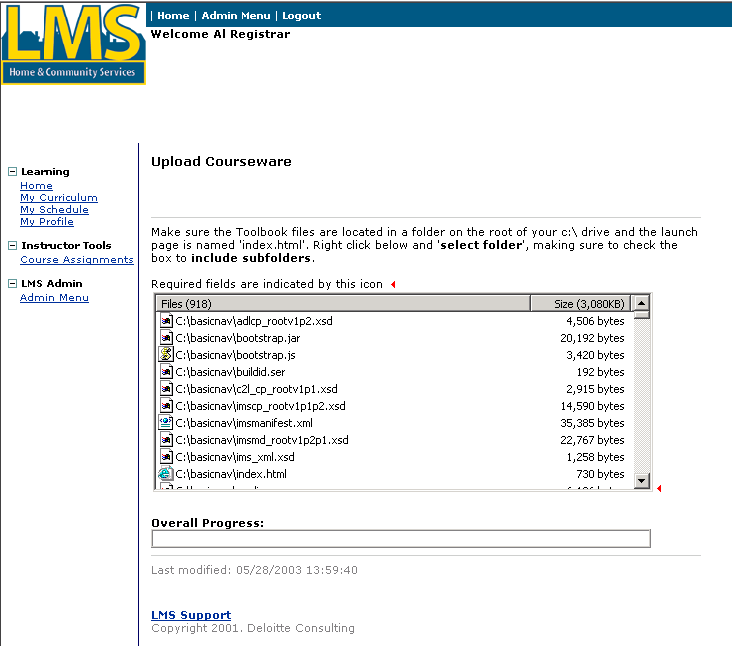 LMS
Home & Community Services
| Home | Admin Menu | Logout
Welcome Al Registrar
Learning
Home
My Curriculum
My Schedule
My Profile
Instructor Tools
Course Assignments
LMS Admin
Admin Menu
Upload Courseware
Make sure the Toolbook files are located in a folder on the root of your c:\ drive and the launch
page is named 'index.html'. Right click below and 'select folder', making sure to check the
box to include subfolders.
Required fields are indicated by this icon
Files (918) Size (3,080KB)
C:\basicnav\adlcp_rootv1p2.xsd 4,506 bytes
C:\basicnav\bootstrap.jar 20,192 bytes
C:\basicnav\bootstrap.js 3,420 bytes
C:\basicnav\buildid.ser 192 bytes
C:\basicnav\c2l_cp_rootv1p1.xsd 2,915 bytes
C:\basicnav\imscp_rootv1p1p2.xsd 14,590 bytes
C:\basicnav\imsmanifest.xml 35,385 bytes
C:\basicnav\imsmd_rootv1p2p1.xsd 22,767 bytes
C:\basicnav\ims_xml.xsd 1,258 bytes
C:\basicnav\index.html 730 bytes
Overall Progress:
Last modified: 05/28/2003 13:59:40
LMS Support
Copyright 2001. Deloitte Consulting